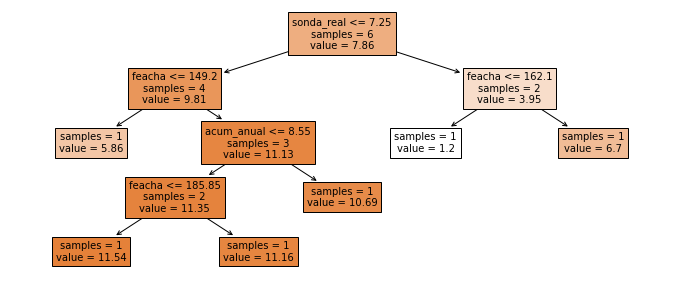 sonda_real <= 7.25
samples = 6
value = 7.86
feacha <= 149.2
samples = 4
value = 9.81
feacha <= 162.1
samples = 2
value = 3.95
samples = 1
value = 5.86
acum_anual <= 8.55
samples = 3
value = 11.13
samples = 1
value = 1.2
samples = 1
value = 6.7
feacha <= 185.85
samples = 2
value = 11.35
samples = 1
value = 10.69
samples = 1
value = 11.54
samples = 1
value = 11.16